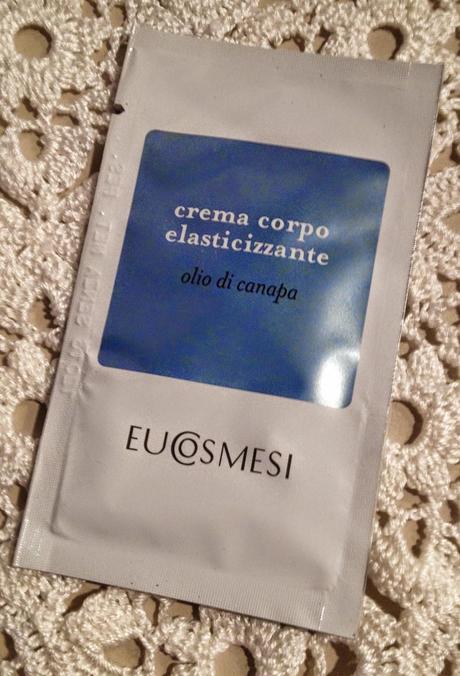 crema corpo
elasticizzante
olio di canapa
EUCOSMESI